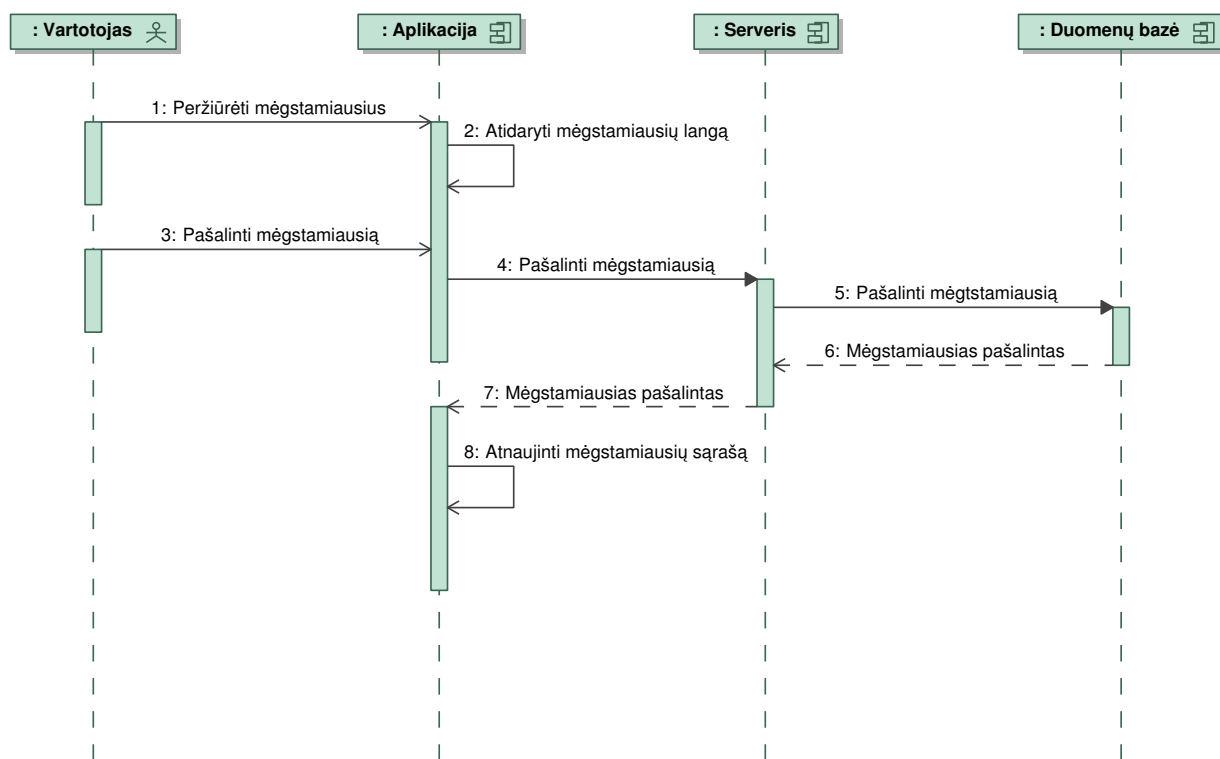 : Vartotojas
: Aplikacija
: Serveris
: Duomenų bazė
1: Peržiūrėti mėgstamiausius
2: Atidaryti mėgstamiausių langą
3: Pašalinti mėgstamiausią
4: Pašalinti mėgstamiausią
5: Pašalinti mėgtstamiausią
6: Mėgstamiausias pašalintas
7: Mėgstamiausias pašalintas
8: Atnaujinti mėgstamiausių sąrašą